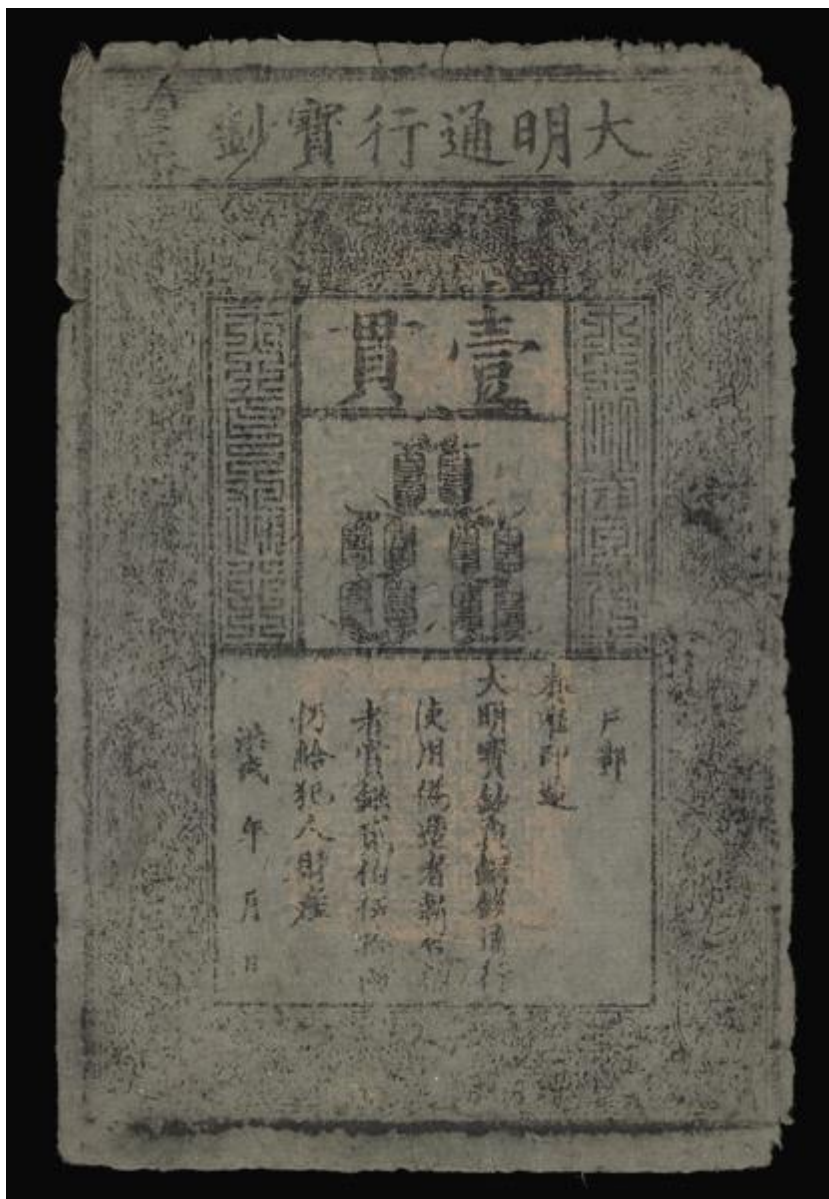 大明通行寶鈔
壹貫
戶部
奏准印造
大明寶鈔與銅錢通行
使用偽造者斬告捕
者賞銀貳伯伍拾兩
仍給犯人財產
洪武 年 月 日